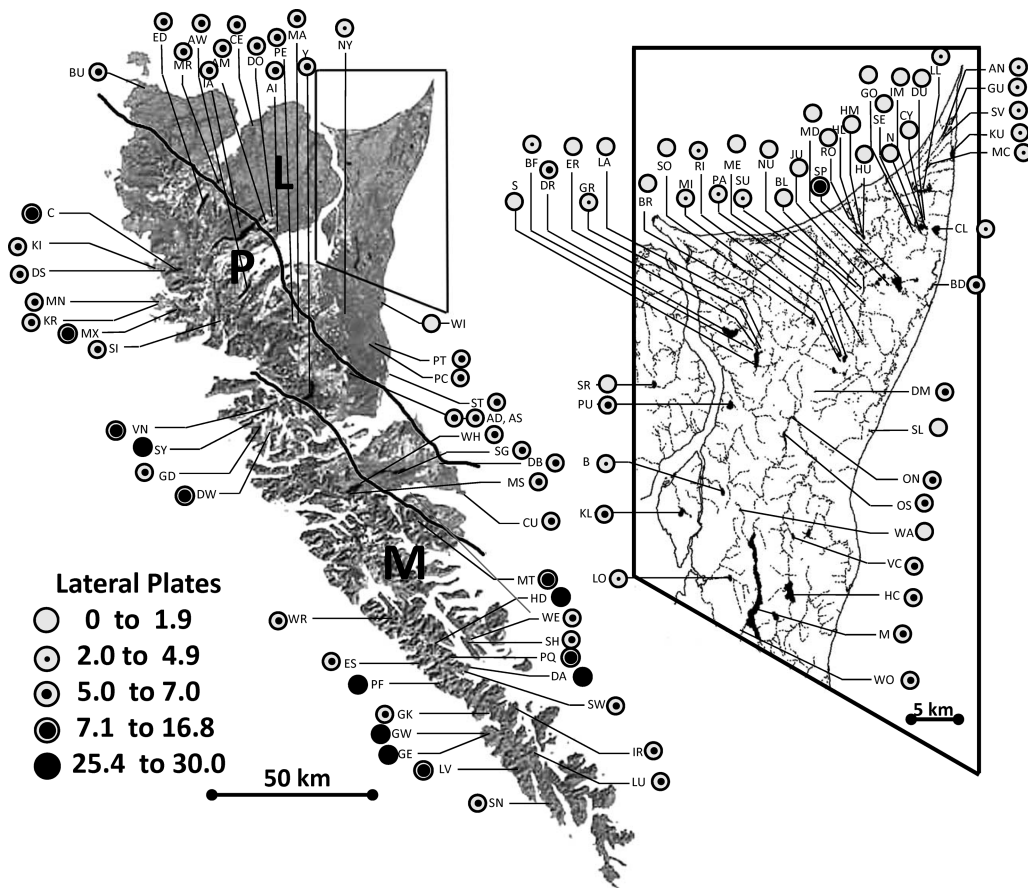 ED
AW
CE
PE
MA
NY
MR
AM
DO
Y
IA
AI
BU
L
P
M
C
KI
DS
MN
KR
MX
SI
VN
SY
GD
DW
WI
PT
PC
ST
AD, AS
WH
SG
DB
MS
CU
MT
HD
WE
SH
PQ
DA
SW
WR
ES
PF
GK
GW
GE
LV
SN
IR
LU
Lateral Plates
0 to 1.9
2.0 to 4.9
5.0 to 7.0
7.1 to 16.8
25.4 to 30.0
50 km
S
BF
DR
ER
GR
LA
BR
SO
MI
RI
PA
ME
SU
NU
BL
JU
MD
SP
RO
HL
HM
HU
GO
SE
N
IM
CY
DU
LL
AN
GU
SV
KU
MC
CL
BD
SR
PU
DM
SL
B
ON
OS
KL
WA
VC
LO
HC
M
WO
5 km